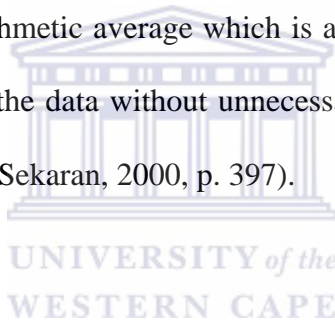 hmetic average which is a
the data without unnecess
Sekaran, 2000, p. 397).
UNIVERSITY of the
WESTERN CAPE